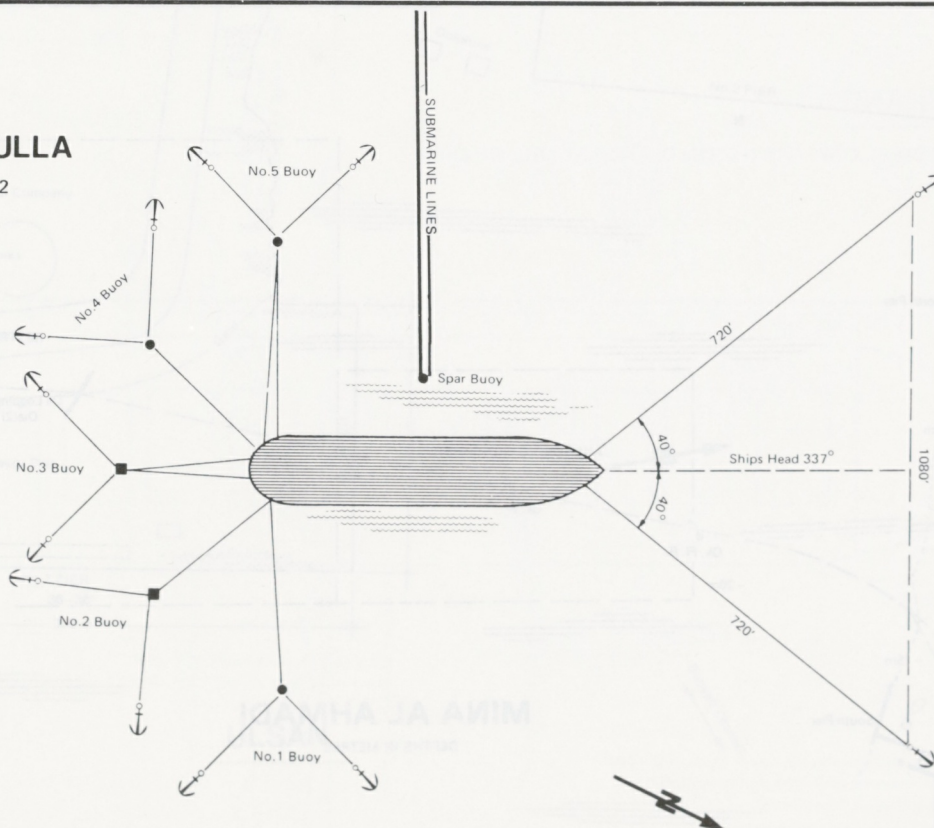 ULLA
2
No.5 Buoy
SUBMARINE LINES
No.4 Buoy
720'
Spar Buoy
No.3 Buoy
40°
Ships Head 337°
1080'
40°
No.2 Buoy
720'
No.1 Buoy
N
MINA AL AHMADI